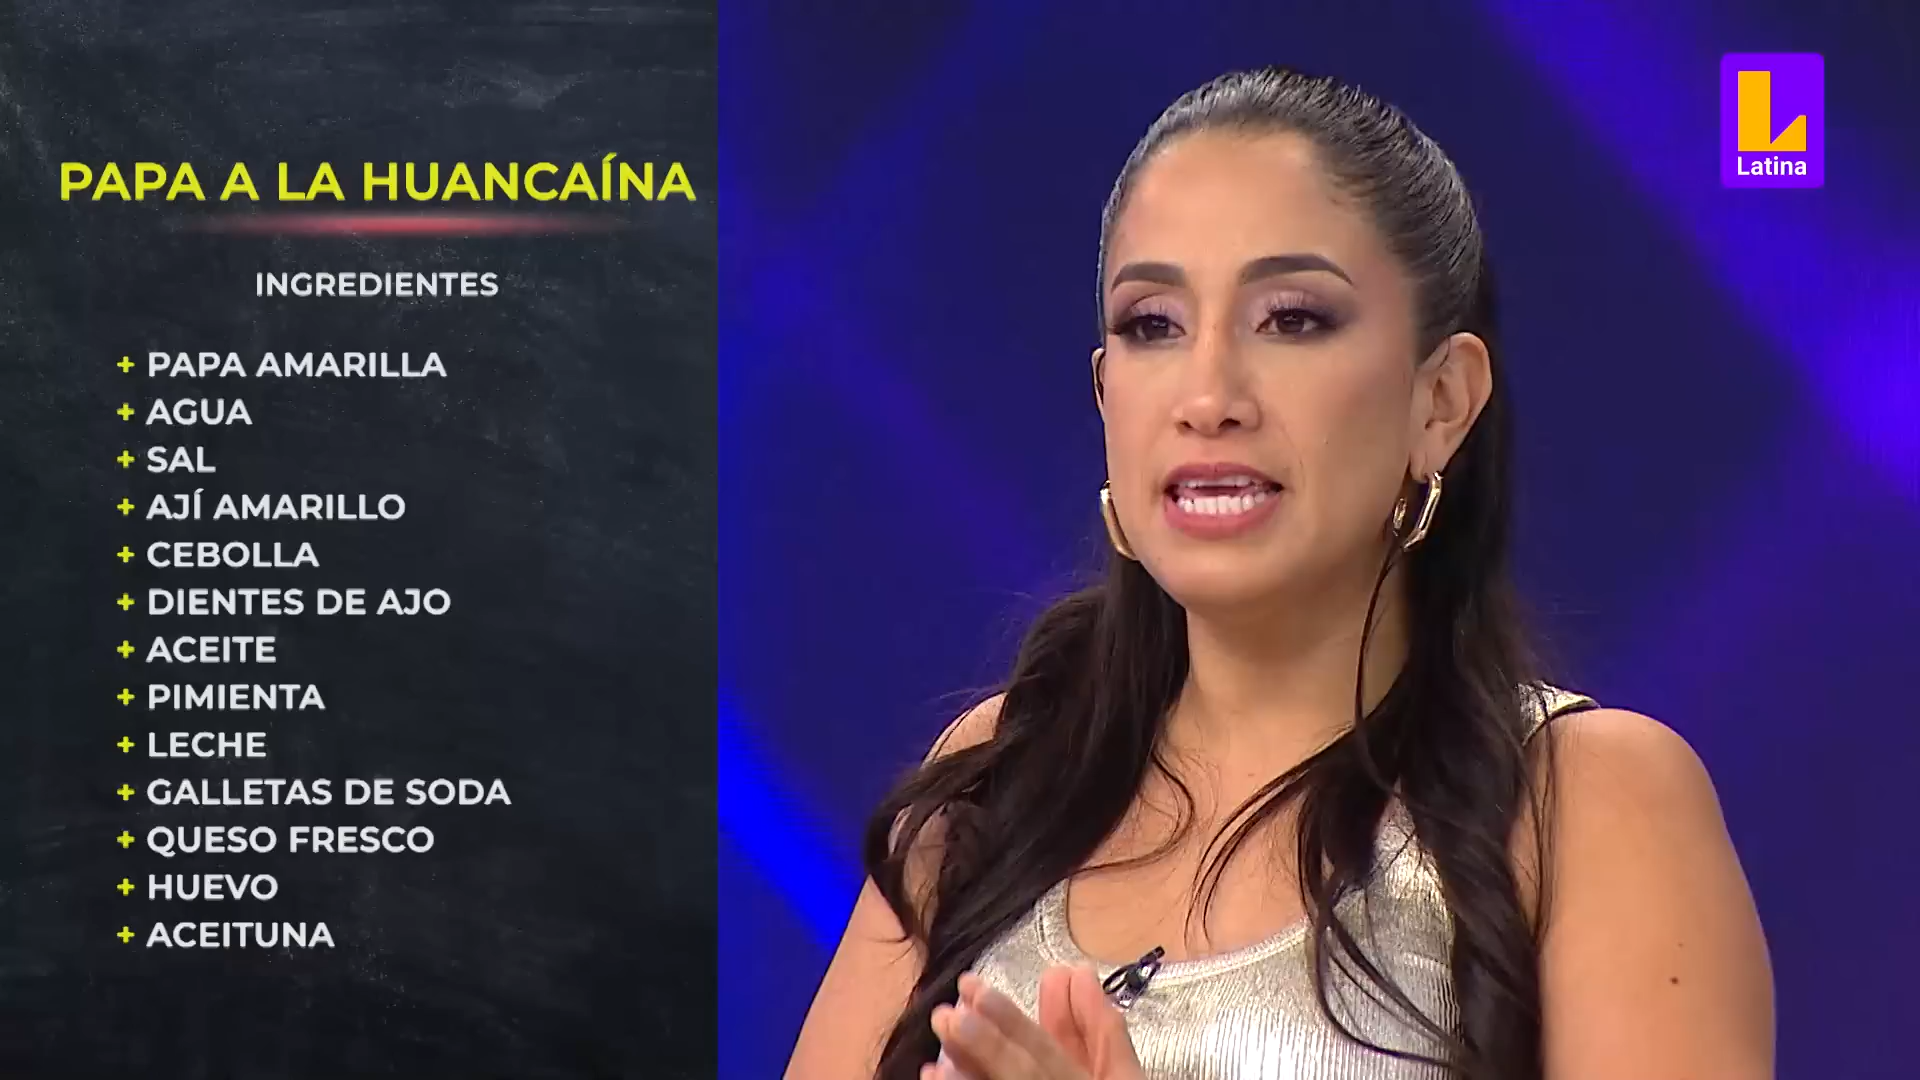 PAPA A LA HUANCAÍNA
INGREDIENTES
+ PAPA AMARILLA
+ AGUA
+ SAL
+ AJÍ AMARILLO
+ CEBOLLA
+ DIENTES DE AJO
+ ACEITE
+ PIMIENTA
+ LECHE
+ GALLETAS DE SODA
+ QUESO FRESCO
+ HUEVO
+ ACEITUNA
Latina